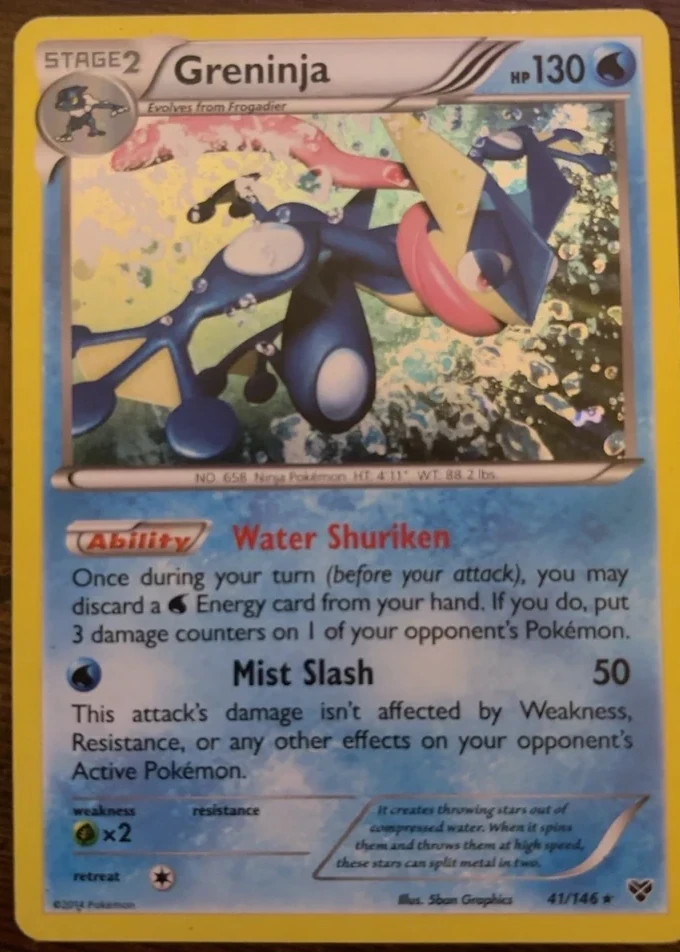 STAGE2
Greninja
HP 130
Evolves from Frogadier
NO. 658 Ninja Pokémon HT: 4'11" WT: 88.2 lbs.
Ability Water Shuriken
Once during your turn (before your attack), you may
discard a Energy card from your hand. If you do, put
3 damage counters on 1 of your opponent's Pokémon.
Mist Slash 50
This attack's damage isn't affected by Weakness,
Resistance, or any other effects on your opponent's
Active Pokémon.
weakness resistance
×2
retreat
It creates throwing stars out of
compressed water. When it spins
them and throws them at high speed,
these stars can split metal in two.
©2014 Pokémon
Illus. 5ban Graphics
41/146 ★
XY